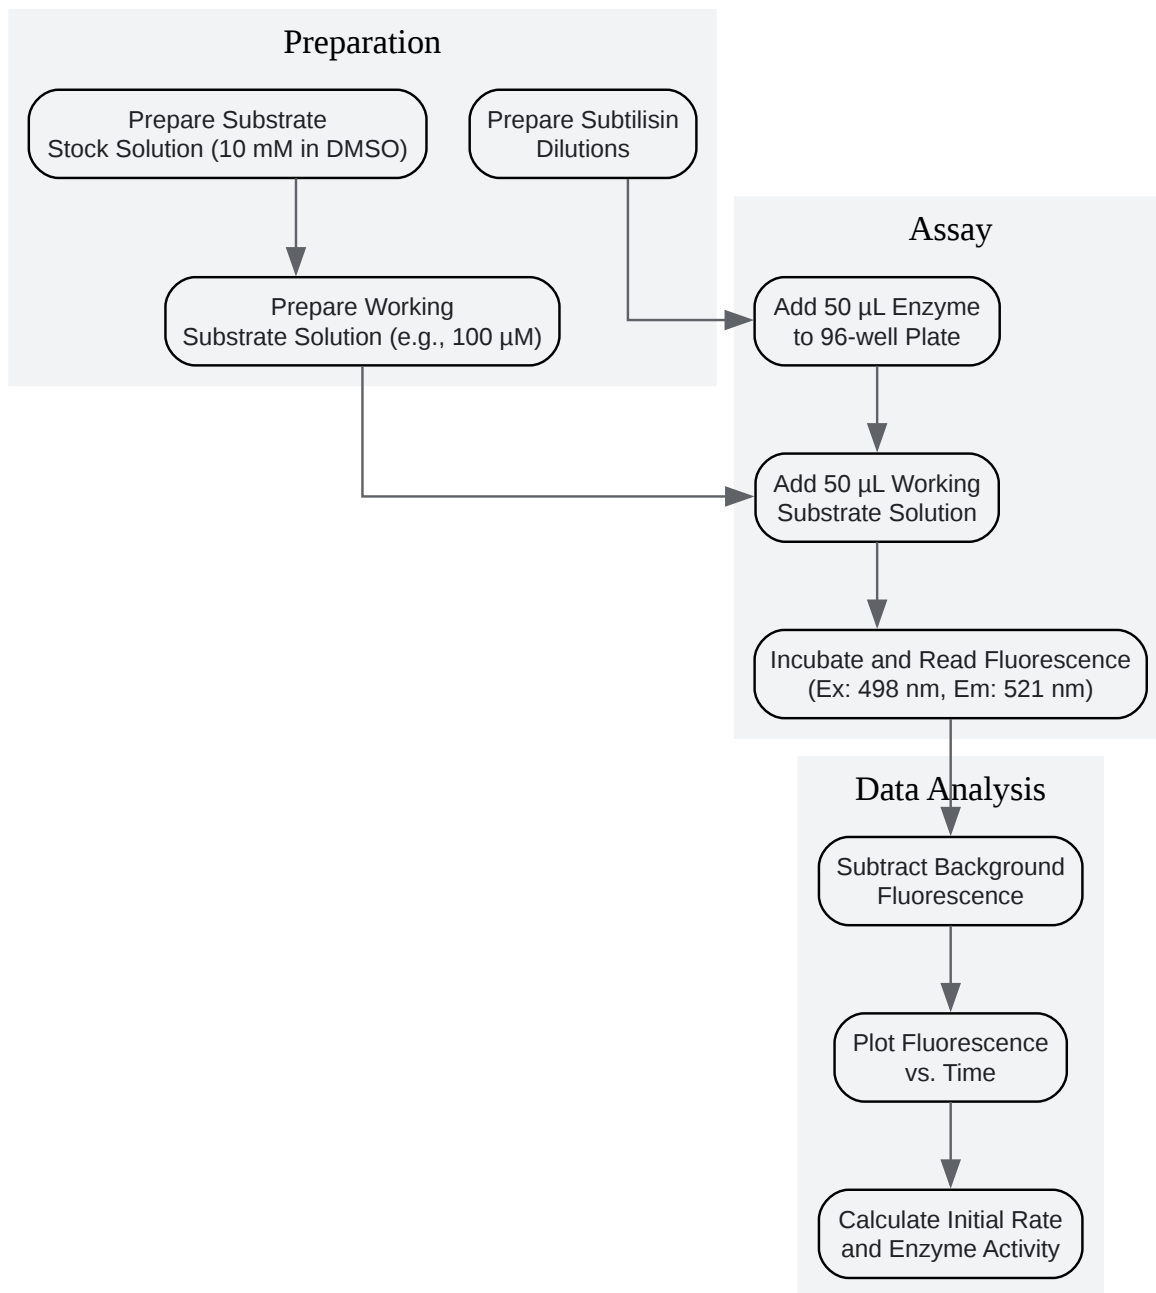 Preparation
Prepare Substrate
Stock Solution (10 mM in DMSO)
Prepare Subtilisin
Dilutions
Prepare Working
Substrate Solution (e.g., 100 µM)
Assay
Add 50 µL Enzyme
to 96-well Plate
Add 50 µL Working
Substrate Solution
Incubate and Read Fluorescence
(Ex: 498 nm, Em: 521 nm)
Data Analysis
Subtract Background
Fluorescence
Plot Fluorescence
vs. Time
Calculate Initial Rate
and Enzyme Activity